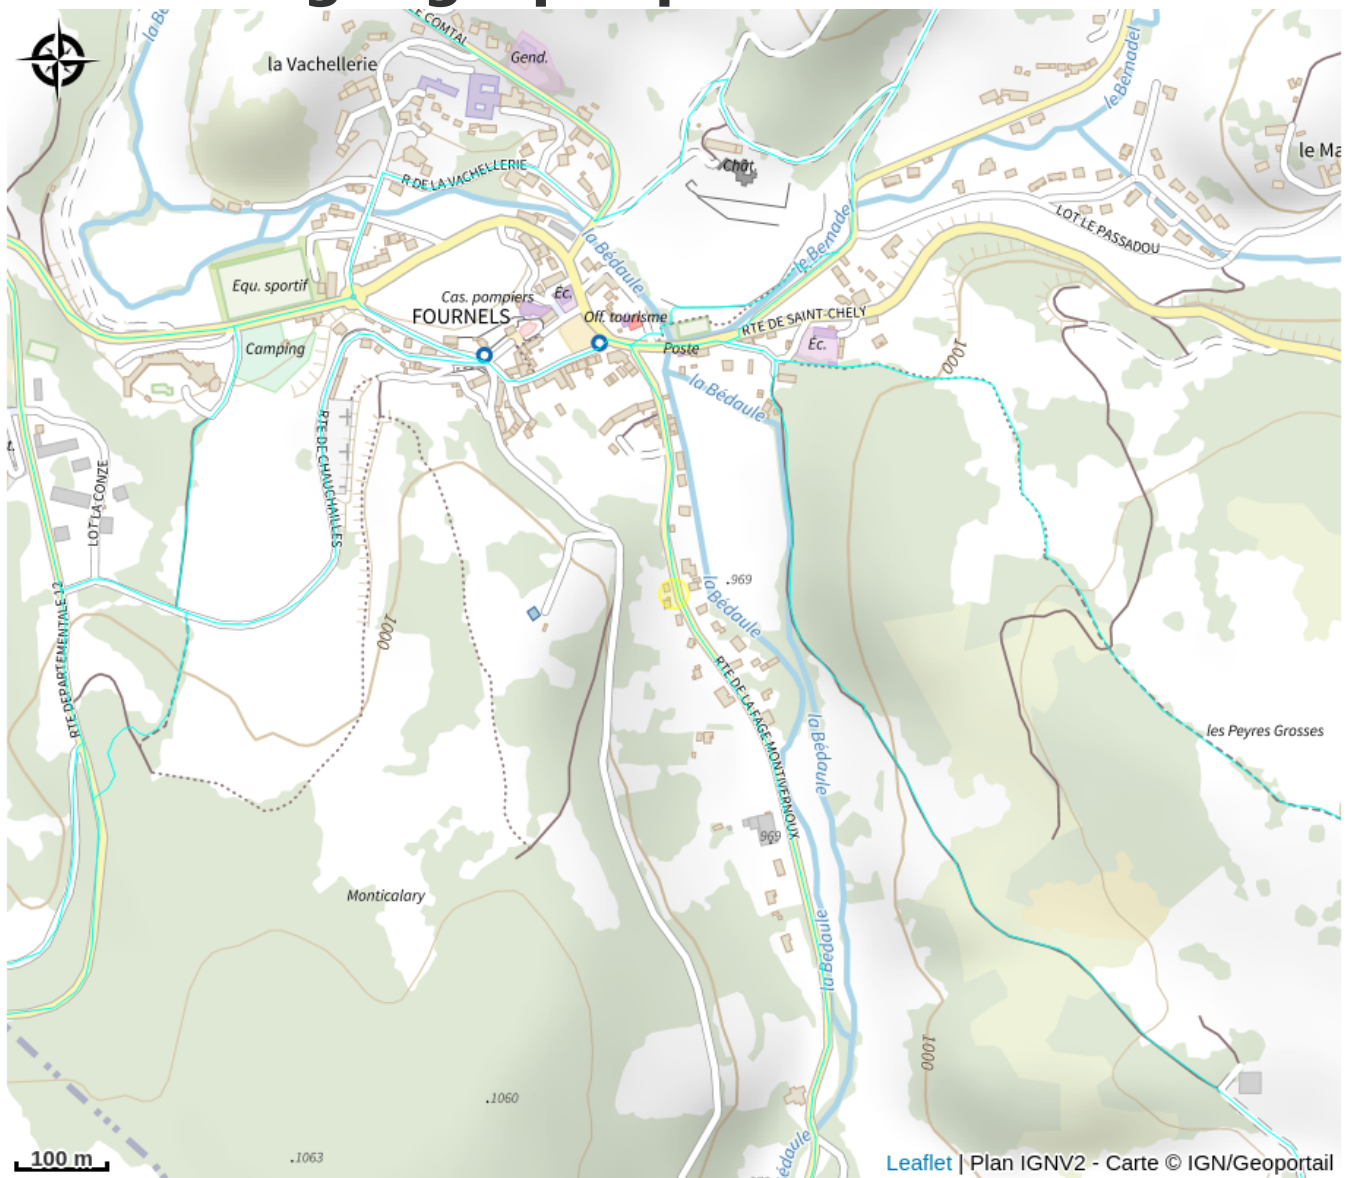 la Bé
E COMTAL
Gend.
la Vachellerie
le Bernadel
Chât.
le Ma
R DE LA VACHELLERIE
LOT LE PASSADOU
la Bédaule
le Bernade
Equ. sportif
Cas. pompiers
Éc.
FOURNELS
Off. tourisme
RTE DE SAINT-CHELY
Camping
Poste
Éc.
1000
la Bédaule
RTE DE CHAUCHAILLES
t.
LOT LA CONZE
.969
la Bédaule
RTE DEPARTEMENTALE 12
1000
RTE DE LA FAGE-MONTIVERNOUX
les Peyres Grosses
la Bédaule
969
Monticalary
la Bédaule
1000
.1060
.1063
édaule
100 m
Leaflet | Plan IGNV2 - Carte © IGN/Geoportail